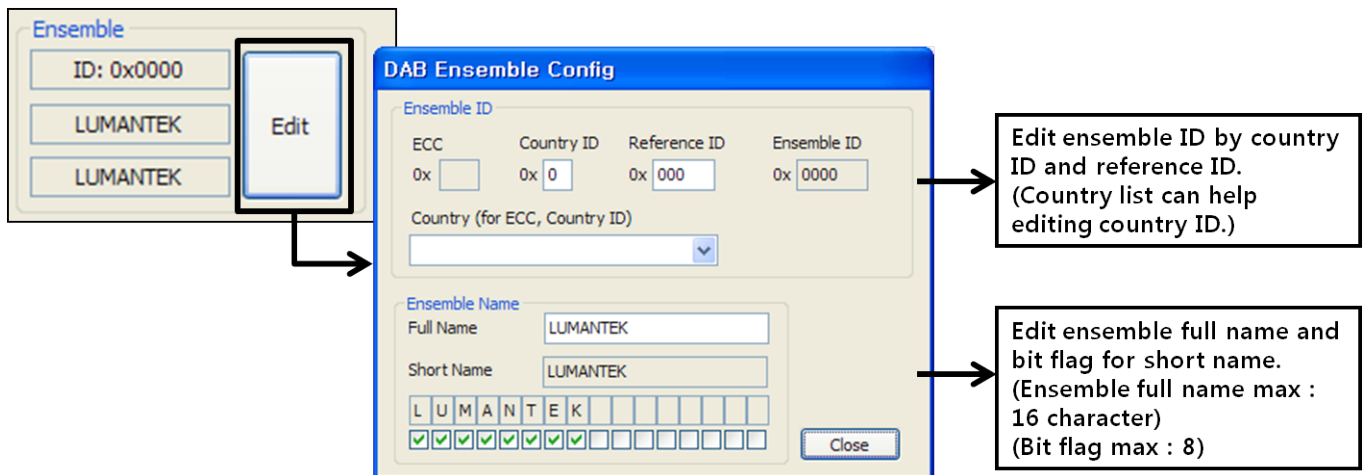 Ensemble
ID: 0x0000
LUMANTEK
LUMANTEK
Edit
DAB Ensemble Config
Ensemble ID
ECC Country ID Reference ID Ensemble ID
0x 0x 0 0x 000 0x 0000
Country (for ECC, Country ID)
Ensemble Name
Full Name LUMANTEK
Short Name LUMANTEK
L U M A N T E K
Close
Edit ensemble ID by country
ID and reference ID.
(Country list can help
editing country ID.)
Edit ensemble full name and
bit flag for short name.
(Ensemble full name max :
16 character)
(Bit flag max : 8)